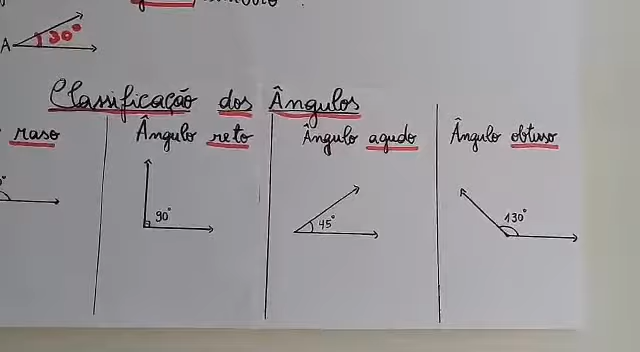 A 30°
Classificação dos Ângulos
raso Ângulo reto Ângulo agudo Ângulo obtuso
90° 45° 130°